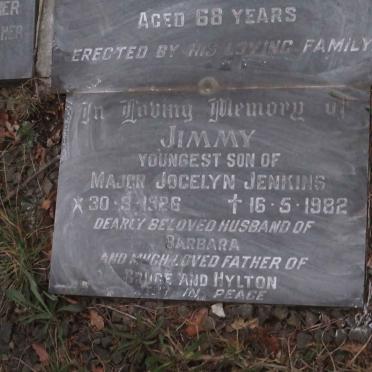 AGED 68 YEARS
ERECTED BY HIS LOVING FAMILY
In Loving Memory of
JIMMY
YOUNGEST SON OF
MAJOR JOCELYN JENKINS
30·8·1926 † 16·5·1982
DEARLY BELOVED HUSBAND OF
BARBARA
AND MUCH LOVED FATHER OF
BRUCE AND HYLTON
IN PEACE